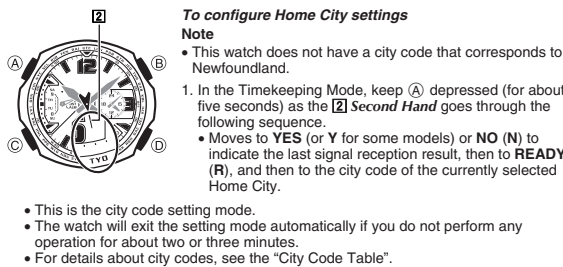 2
To configure Home City settings
Note
• This watch does not have a city code that corresponds to
Newfoundland.
1. In the Timekeeping Mode, keep Ⓐ depressed (for about
five seconds) as the 2 Second Hand goes through the
following sequence.
• Moves to YES (or Y for some models) or NO (N) to
indicate the last signal reception result, then to READY
(R), and then to the city code of the currently selected
Home City.
A
B
C
D
12
3
TYO
• This is the city code setting mode.
• The watch will exit the setting mode automatically if you do not perform any
operation for about two or three minutes.
• For details about city codes, see the “City Code Table”.